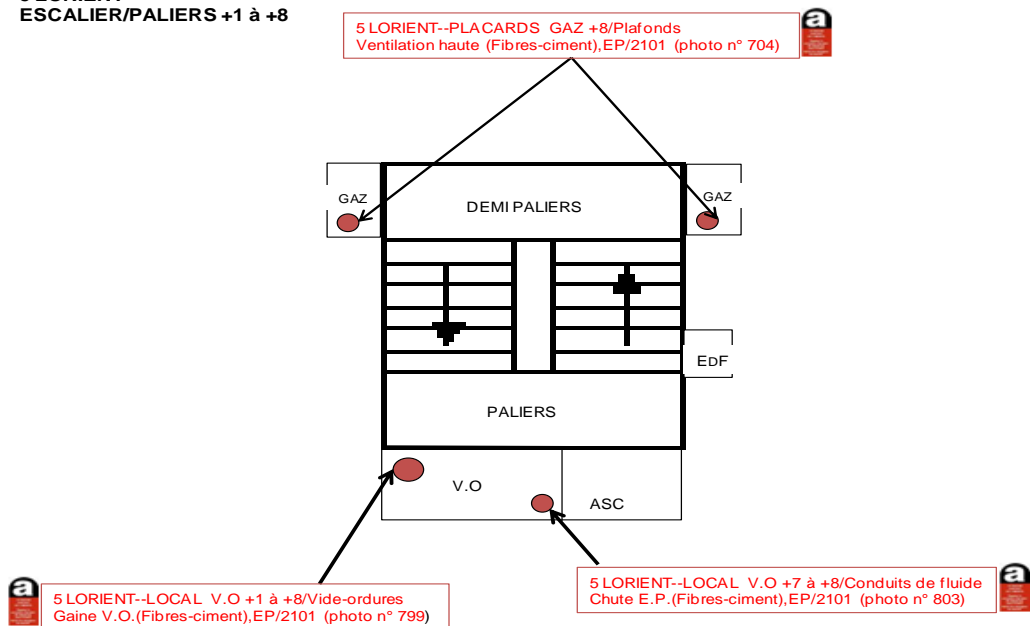 ESCALIER/PALIERS +1 à +8
5 LORIENT--PLACARDS GAZ +8/Plafonds
Ventilation haute (Fibres-ciment),EP/2101 (photo n° 704)
a
GAZ
GAZ
DEMI PALIERS
EDF
PALIERS
V.O
ASC
a
5 LORIENT--LOCAL V.O +1 à +8/Vide-ordures
Gaine V.O.(Fibres-ciment),EP/2101 (photo n° 799)
5 LORIENT--LOCAL V.O +7 à +8/Conduits de fluide
Chute E.P.(Fibres-ciment),EP/2101 (photo n° 803)
a